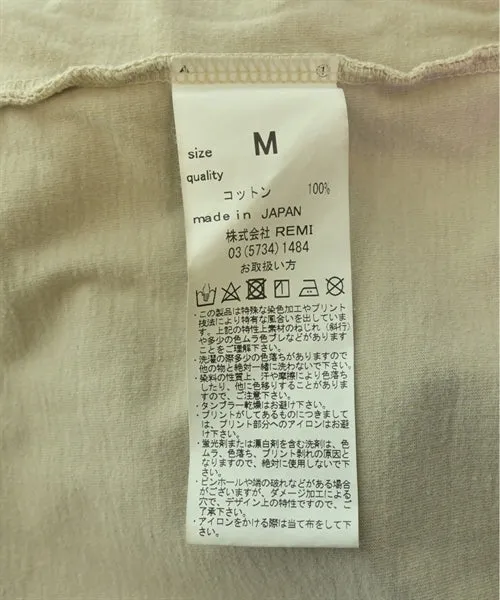 size M
quality
コットン 100%
made in JAPAN
株式会社 REMI
03(5734)1484
お取扱い方
・この製品は特殊な染色加工やプリント
技法により特有な風合いを出していま
す。上記の特性上素材のねじれ（斜行）
や多少の色ムラ色ブレなどがあります
ことをご理解下さい。
・洗濯の際多少の色落ちがありますので
他の物と絶対一緒に洗わないで下さい。
・染料の性質上、汗や摩擦により色落ち
したり、他に色移りすることがありま
すので、ご注意下さい。
・タンブラー乾燥はお避け下さい。
・プリントがしてあるものにつきまして
は、プリント部分へのアイロンはお避
け下さい。
・蛍光剤または漂白剤を含む洗剤は、色
ムラ、色落ち、プリント剥れの原因と
なりますので、絶対に使用しないで下
さい。
・ピンホールや端の破れなどがある場合
がございますが、ダメージ加工による
穴で、デザイン上の特性ですので、ご
了承下さい。
・アイロンをかける際は当て布をして下
さい。